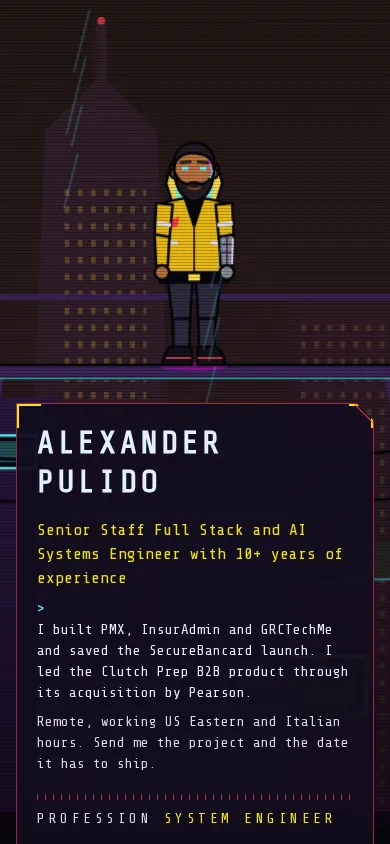 ALEXANDER
PULIDO
Senior Staff Full Stack and AI
Systems Engineer with 10+ years of
experience
>
I built PMX, InsurAdmin and GRCTechMe
and saved the SecureBancard launch. I
led the Clutch Prep B2B product through
its acquisition by Pearson.
Remote, working US Eastern and Italian
hours. Send me the project and the date
it has to ship.
PROFESSION SYSTEM ENGINEER